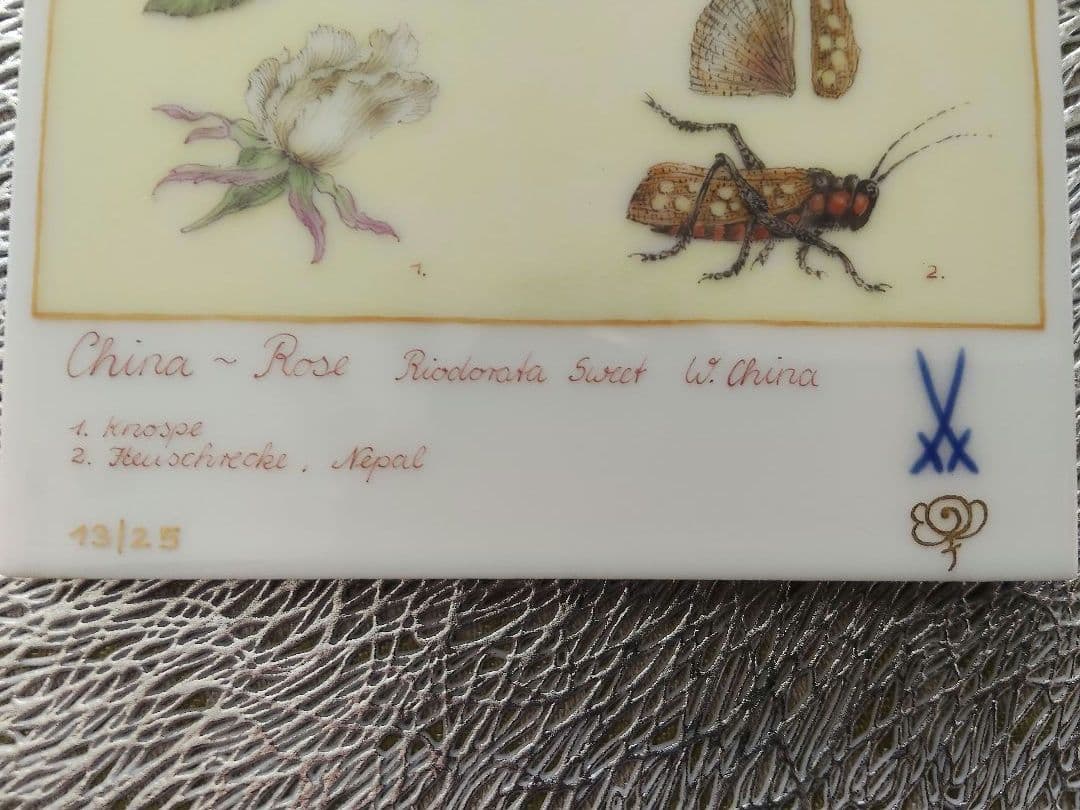 1.
2.
China ~ Rose Riodorata Sweet W. China
1. Knospe
2. Heuschrecke, Nepal
13/25